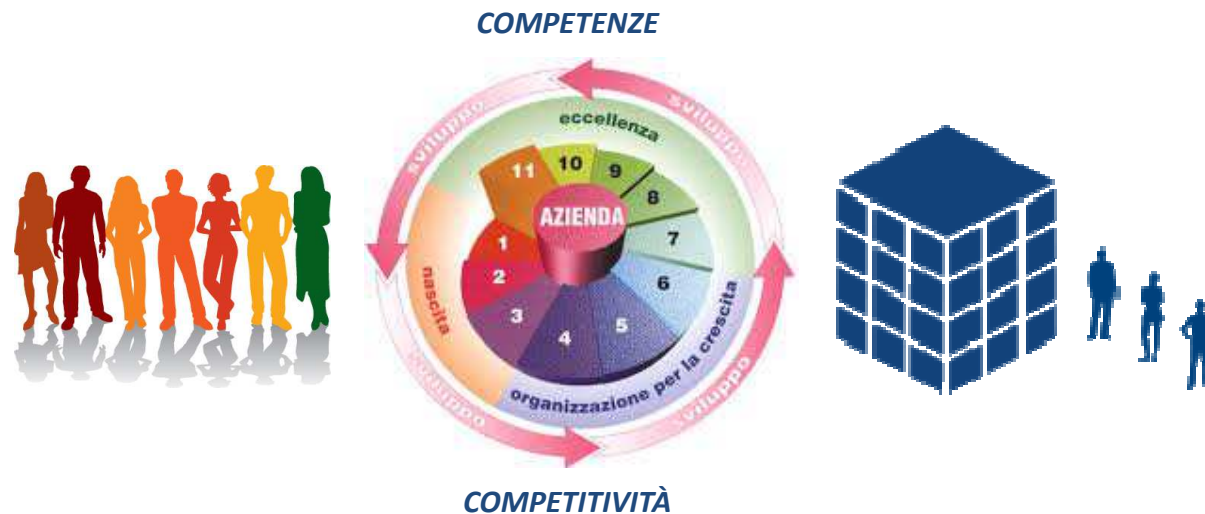 COMPETENZE
sviluppo
sviluppo
eccellenza
11
10
9
8
AZIENDA
7
1
2
6
nascita
3
4
5
organizzazione per la crescita
sviluppo
sviluppo
COMPETITIVITÀ